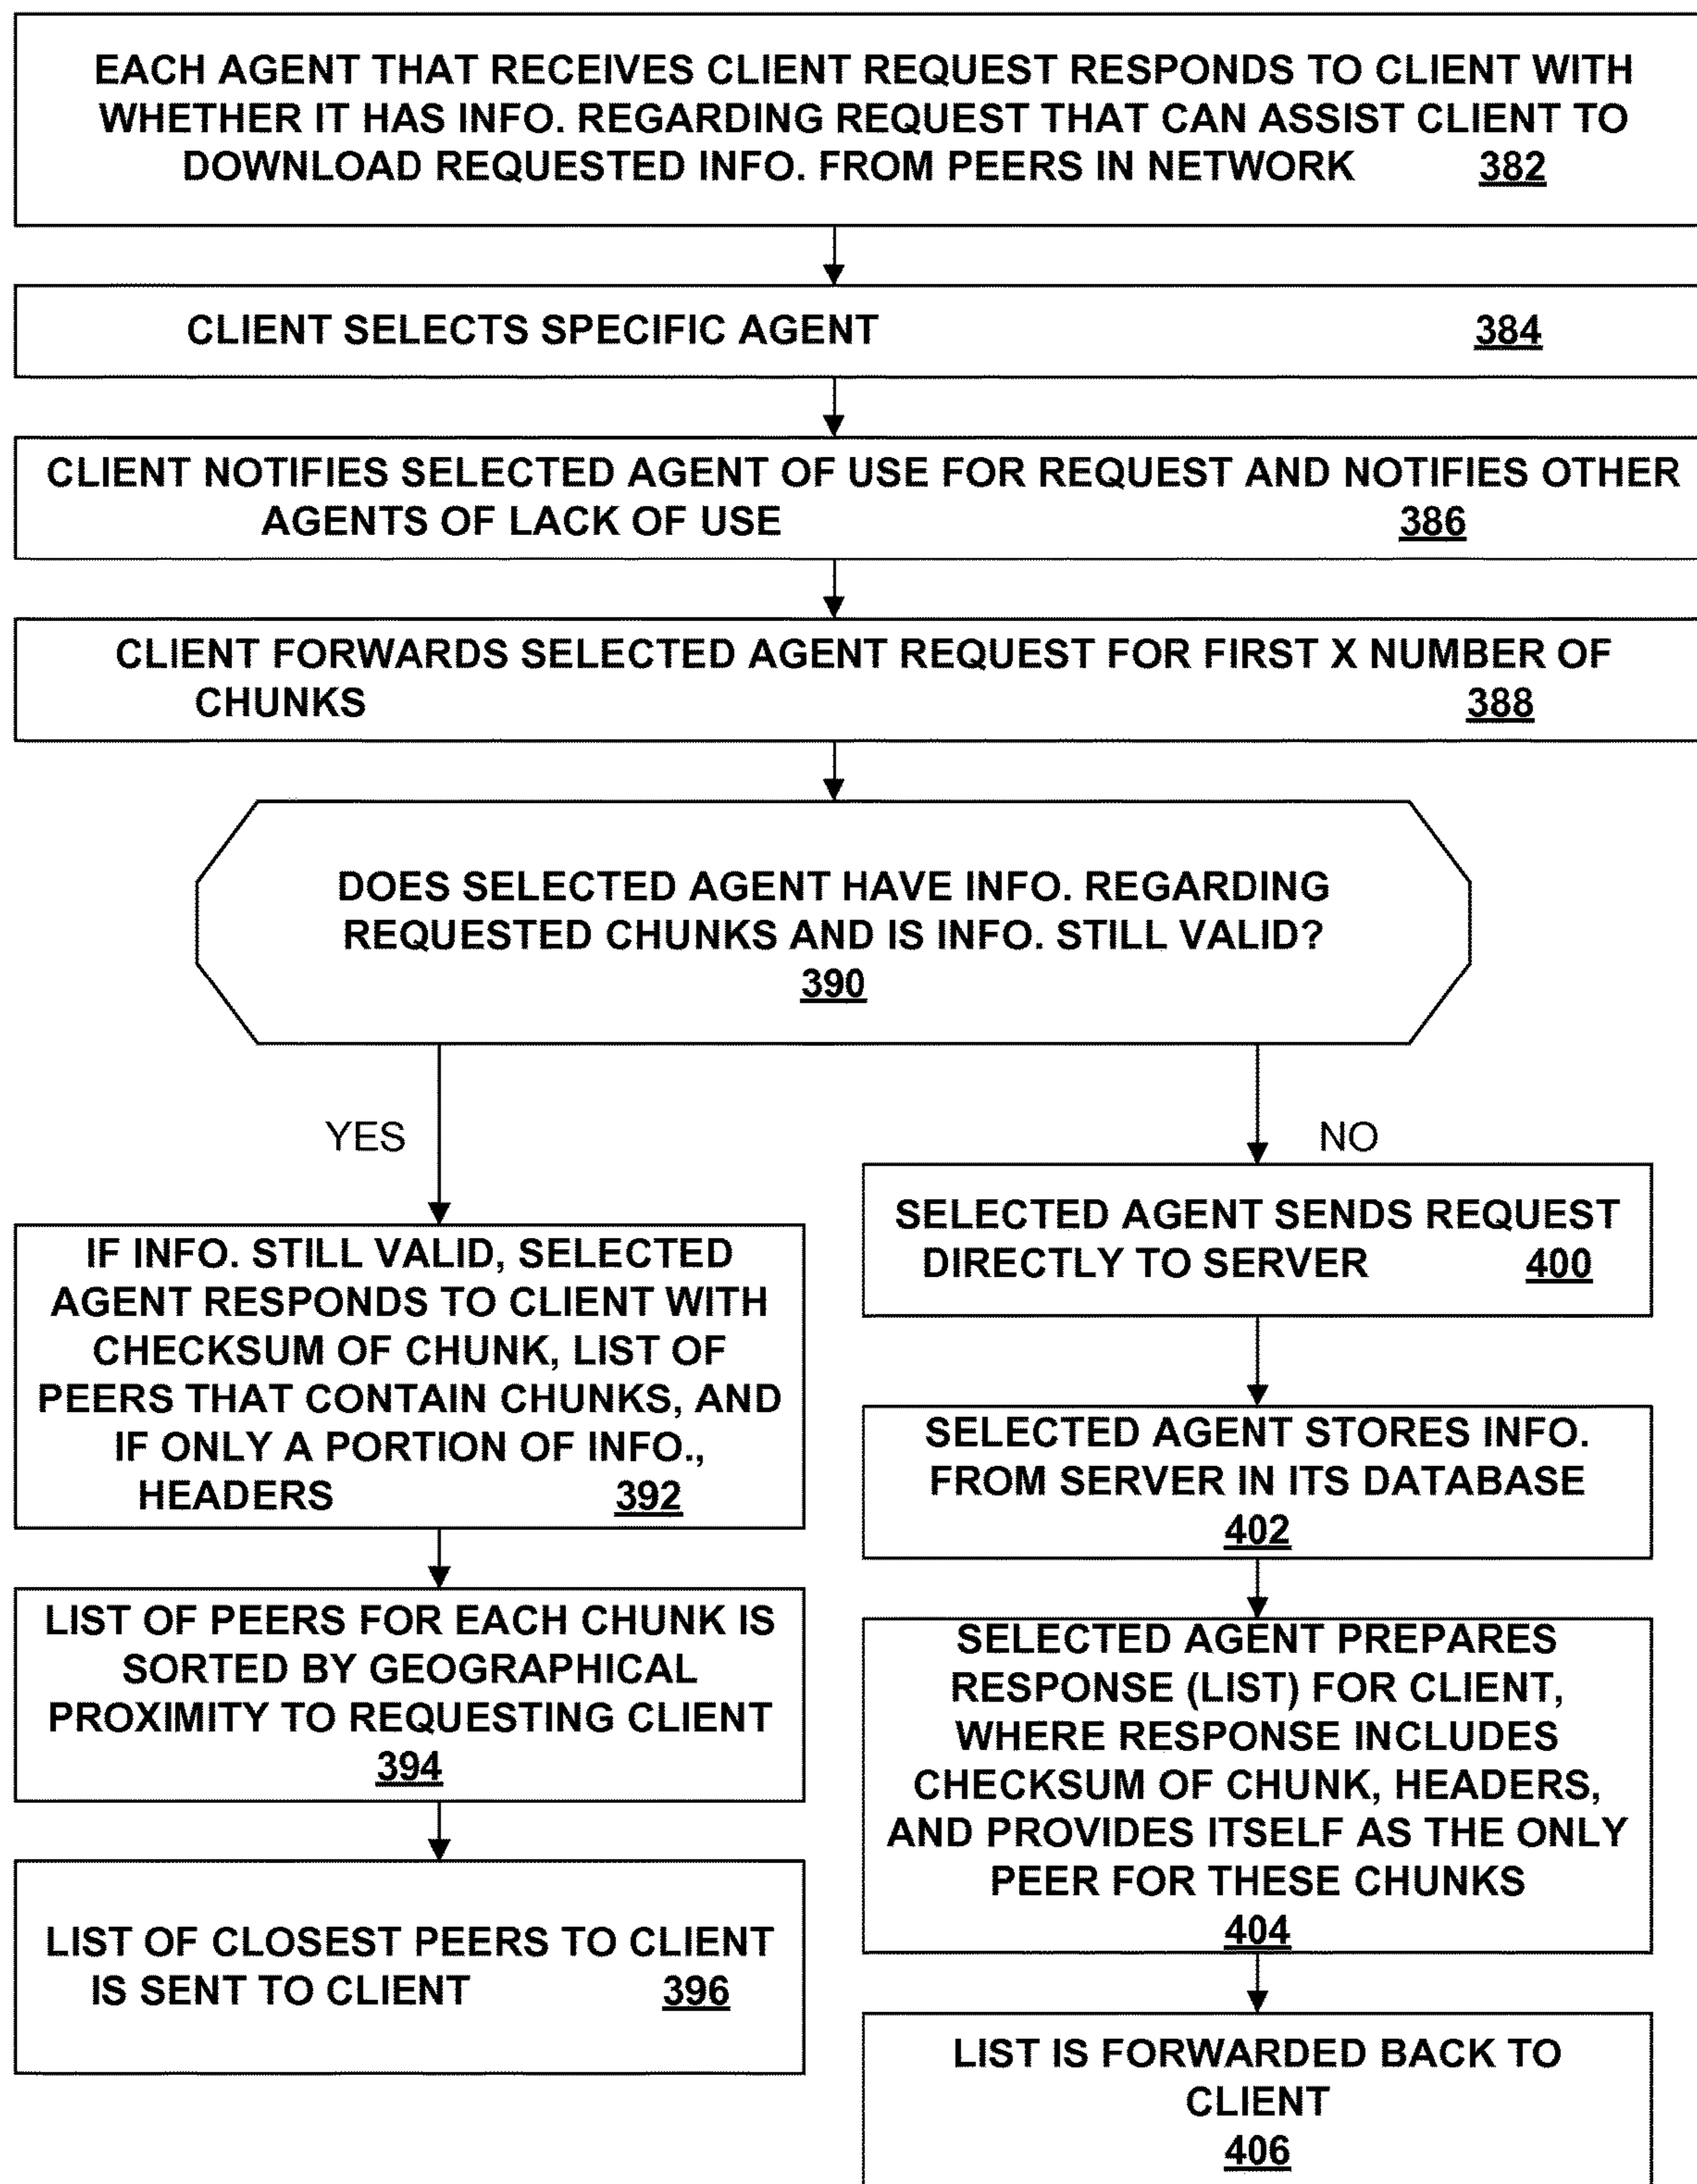 EACH AGENT THAT RECEIVES CLIENT REQUEST RESPONDS TO CLIENT WITH
WHETHER IT HAS INFO. REGARDING REQUEST THAT CAN ASSIST CLIENT TO
DOWNLOAD REQUESTED INFO. FROM PEERS IN NETWORK 382
CLIENT SELECTS SPECIFIC AGENT 384
CLIENT NOTIFIES SELECTED AGENT OF USE FOR REQUEST AND NOTIFIES OTHER
AGENTS OF LACK OF USE 386
CLIENT FORWARDS SELECTED AGENT REQUEST FOR FIRST X NUMBER OF
CHUNKS 388
DOES SELECTED AGENT HAVE INFO. REGARDING
REQUESTED CHUNKS AND IS INFO. STILL VALID?
390
YES
IF INFO. STILL VALID, SELECTED
AGENT RESPONDS TO CLIENT WITH
CHECKSUM OF CHUNK, LIST OF
PEERS THAT CONTAIN CHUNKS, AND
IF ONLY A PORTION OF INFO.,
HEADERS 392
LIST OF PEERS FOR EACH CHUNK IS
SORTED BY GEOGRAPHICAL
PROXIMITY TO REQUESTING CLIENT
394
LIST OF CLOSEST PEERS TO CLIENT
IS SENT TO CLIENT 396
NO
SELECTED AGENT SENDS REQUEST
DIRECTLY TO SERVER 400
SELECTED AGENT STORES INFO.
FROM SERVER IN ITS DATABASE
402
SELECTED AGENT PREPARES
RESPONSE (LIST) FOR CLIENT,
WHERE RESPONSE INCLUDES
CHECKSUM OF CHUNK, HEADERS,
AND PROVIDES ITSELF AS THE ONLY
PEER FOR THESE CHUNKS
404
LIST IS FORWARDED BACK TO
CLIENT
406